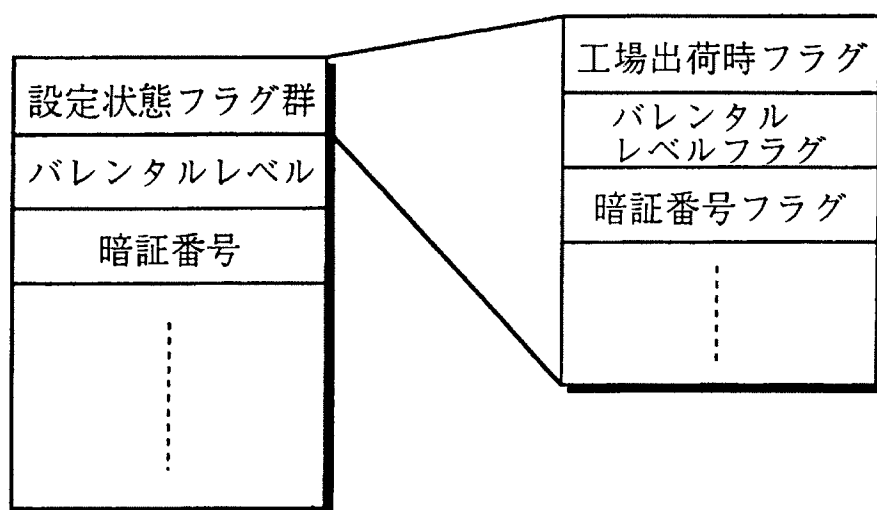 設定状態フラグ群
バレンタルレベル
暗証番号
工場出荷時フラグ
バレンタル
レベルフラグ
暗証番号フラグ